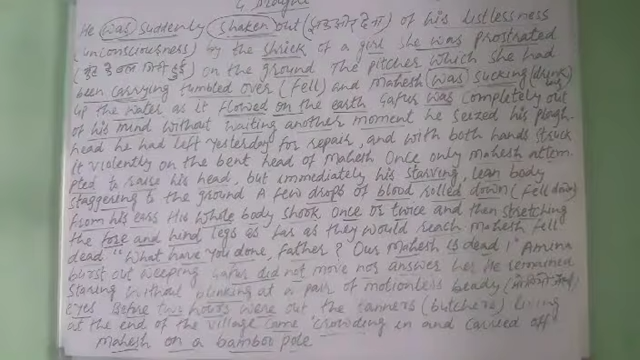 He was suddenly shaken out (झकझोर देना) of his listlessness
(unconsciousness) by the shrick of a girl she was prostrated
on the ground The pitcher which she had
been carrying tumbled over (fell) and Mahesh was sucking (drink)
up the water as it flowed on the earth Gafur was completely out
of his mind without waiting another moment he seized his plough-
head he had left yesterday for repair, and with both hands struck
it violently on the bent head of Mahesh Once only Mahesh attem-
pted to raise his head, but immediately his starving, lean body
staggering to the ground A few drops of blood rolled down (fell down)
from his ears His whole body shook once or twice and then stretching
the fore and hind legs as far as they would reach Mahesh fell
dead "What have you done, Father? Our Mahesh is dead!" Amina
burst out weeping Gafur did not move nor answer her He remained
staring without blinking at a pair of motionless beady
eyes Before two hours were out the tanners (butchers) living
at the end of the village came crowding in and carried off
Mahesh on a bamboo pole